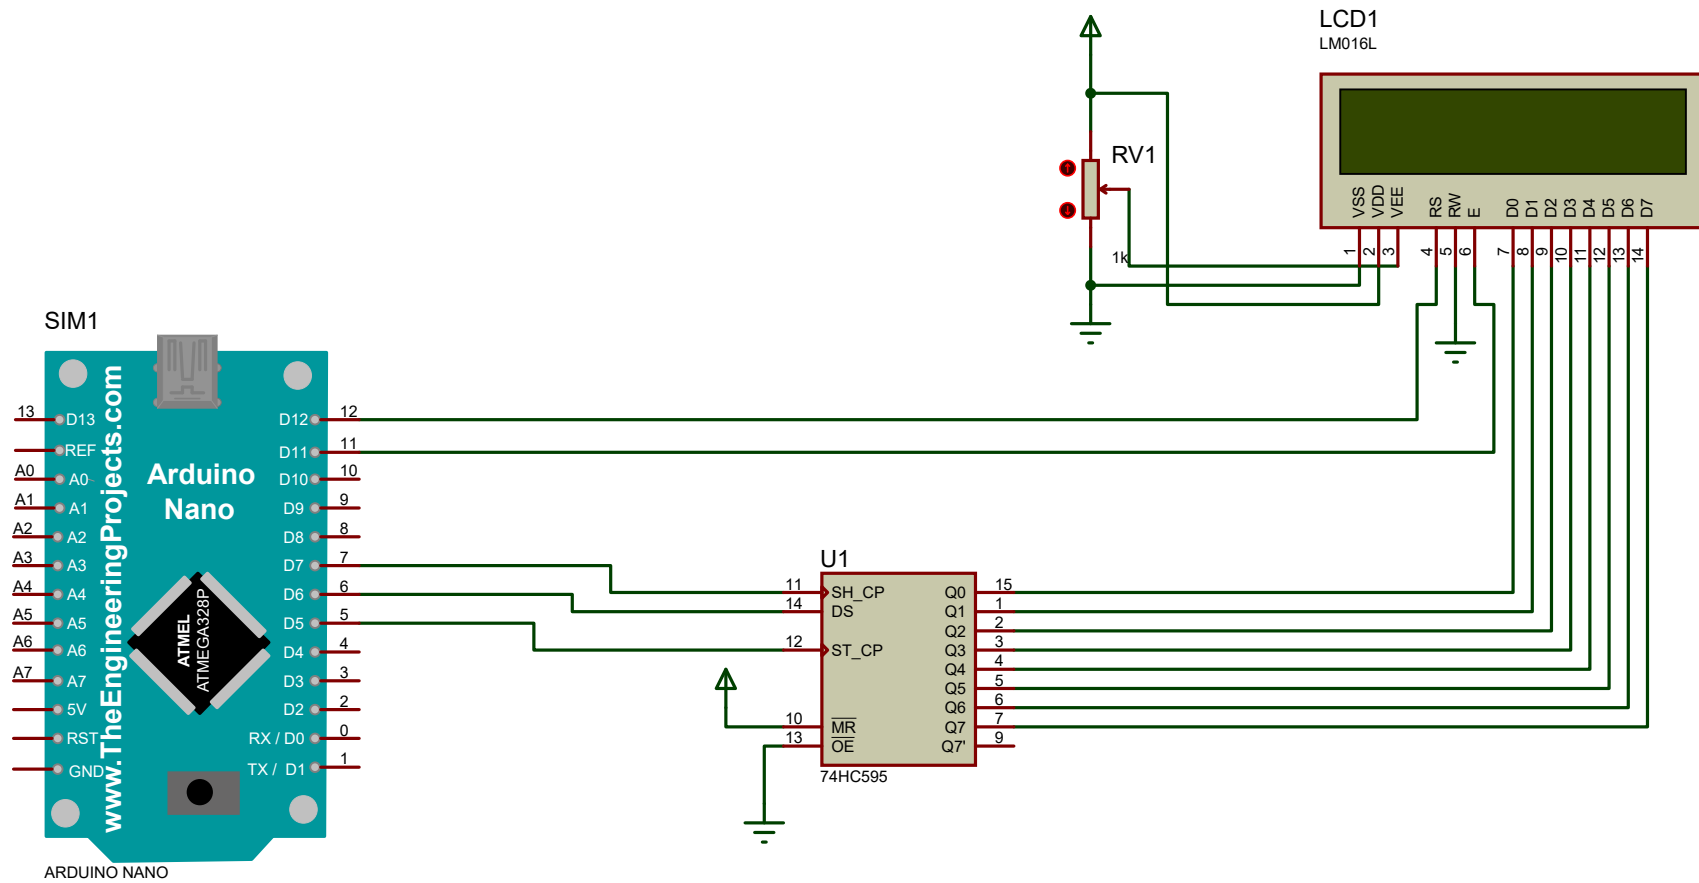 LCD1
LM016L
RV1
1k
VSS
VDD
VEE
RS
RW
E
D0
D1
D2
D3
D4
D5
D6
D7
1
2
3
4
5
6
7
8
9
10
11
12
13
14
SIM1
www.TheEngineeringProjects.com
Arduino
Nano
ATMEL
ATMEGA328P
13 D13
REF
A0 A0
A1 A1
A2 A2
A3 A3
A4 A4
A5 A5
A6 A6
A7 A7
5V
RST
GND
D12 12
D11 11
D10 10
D9 9
D8 8
D7 7
D6 6
D5 5
D4 4
D3 3
D2 2
RX / D0 0
TX / D1 1
ARDUINO NANO
U1
11 SH_CP Q0 15
14 DS Q1 1
Q2 2
12 ST_CP Q3 3
Q4 4
Q5 5
Q6 6
10 MR Q7 7
13 OE Q7' 9
74HC595